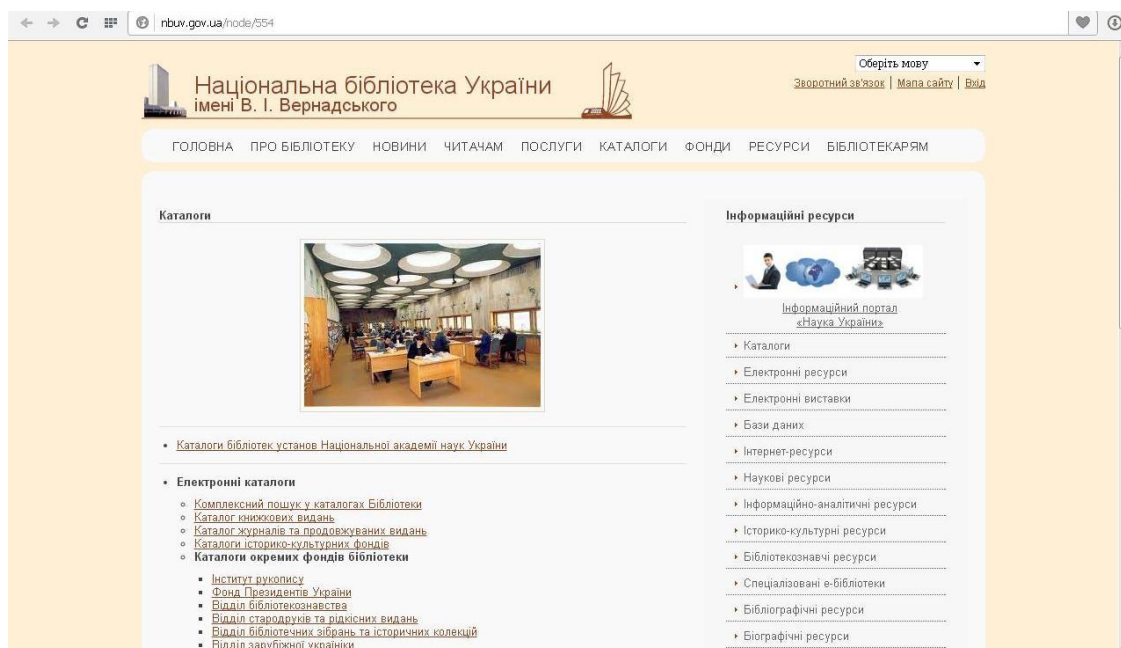 nbuv.gov.ua/node/554
Оберіть мову
Зворотний зв'язок | Мапа сайту | Вхід
Національна бібліотека України
імені В. І. Вернадського
ГОЛОВНА ПРО БІБЛІОТЕКУ НОВИНИ ЧИТАЧАМ ПОСЛУГИ КАТАЛОГИ ФОНДИ РЕСУРСИ БІБЛІОТЕКАРЯМ
Каталоги
Каталоги бібліотек установ Національної академії наук України
Електронні каталоги
Комплексний пошук у каталогах Бібліотеки
Каталог книжкових видань
Каталог журналів та продовжуваних видань
Каталоги історико-культурних фондів
Каталоги окремих фондів бібліотеки
Інститут рукопису
Фонд Президентів України
Відділ бібліотекознавства
Відділ стародруків та рідкісних видань
Відділ бібліотечних зібрань та історичних колекцій
Відділ зарубіжної україніки
Інформаційні ресурси
Інформаційний портал
«Наука України»
Каталоги
Електронні ресурси
Електронні виставки
Бази даних
Інтернет-ресурси
Наукові ресурси
Інформаційно-аналітичні ресурси
Історико-культурні ресурси
Бібліотекознавчі ресурси
Спеціалізовані е-бібліотеки
Бібліографічні ресурси
Біографічні ресурси